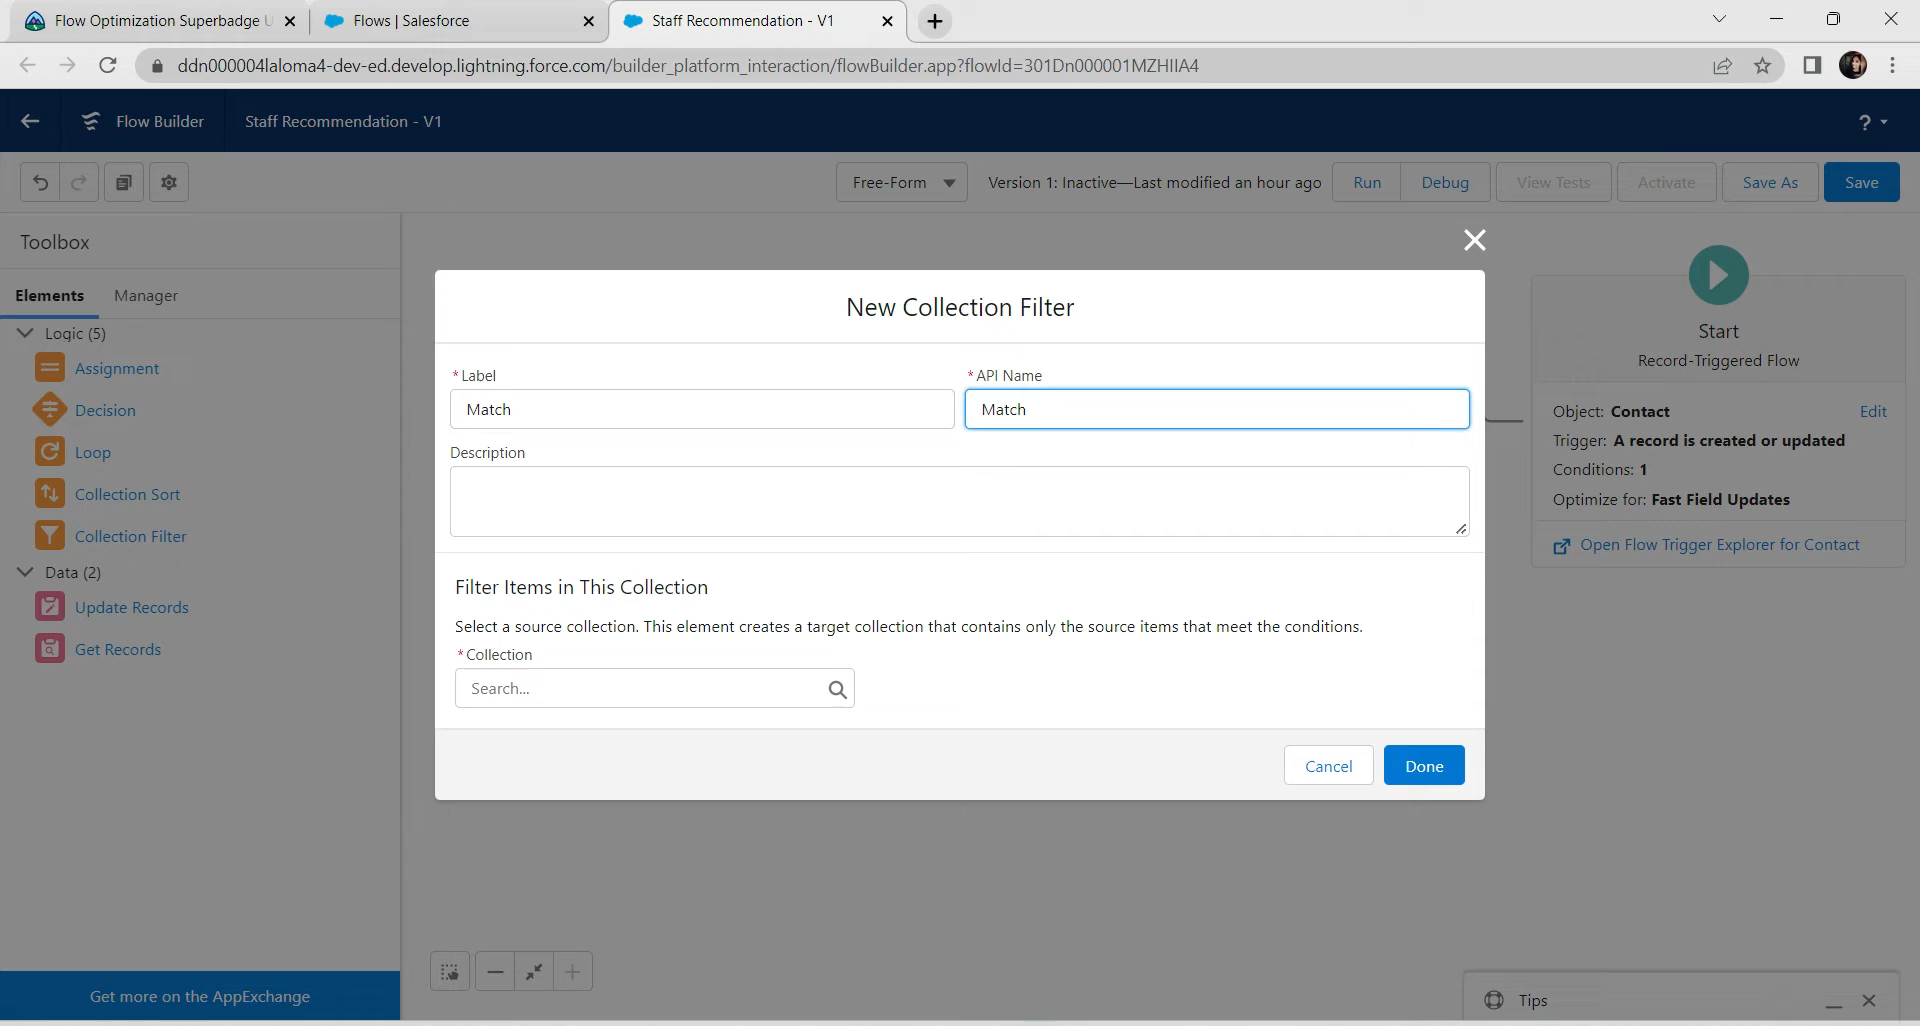 Flow Optimization Superbadge U
Flows | Salesforce
Staff Recommendation - V1
ddn000004laloma4-dev-ed.develop.lightning.force.com/builder_platform_interaction/flowBuilder.app?flowId=301Dn000001MZHIIA4
Flow Builder
Staff Recommendation - V1
?
Free-Form
Version 1: Inactive—Last modified an hour ago
Run
Debug
View Tests
Activate
Save As
Save
Toolbox
Elements
Manager
Logic (5)
Assignment
Decision
Loop
Collection Sort
Collection Filter
Data (2)
Update Records
Get Records
Get more on the AppExchange
New Collection Filter
*Label
Match
*API Name
Match
Description
Filter Items in This Collection
Select a source collection. This element creates a target collection that contains only the source items that meet the conditions.
*Collection
Search...
Cancel
Done
Start
Record-Triggered Flow
Object: Contact
Edit
Trigger: A record is created or updated
Conditions: 1
Optimize for: Fast Field Updates
Open Flow Trigger Explorer for Contact
Tips